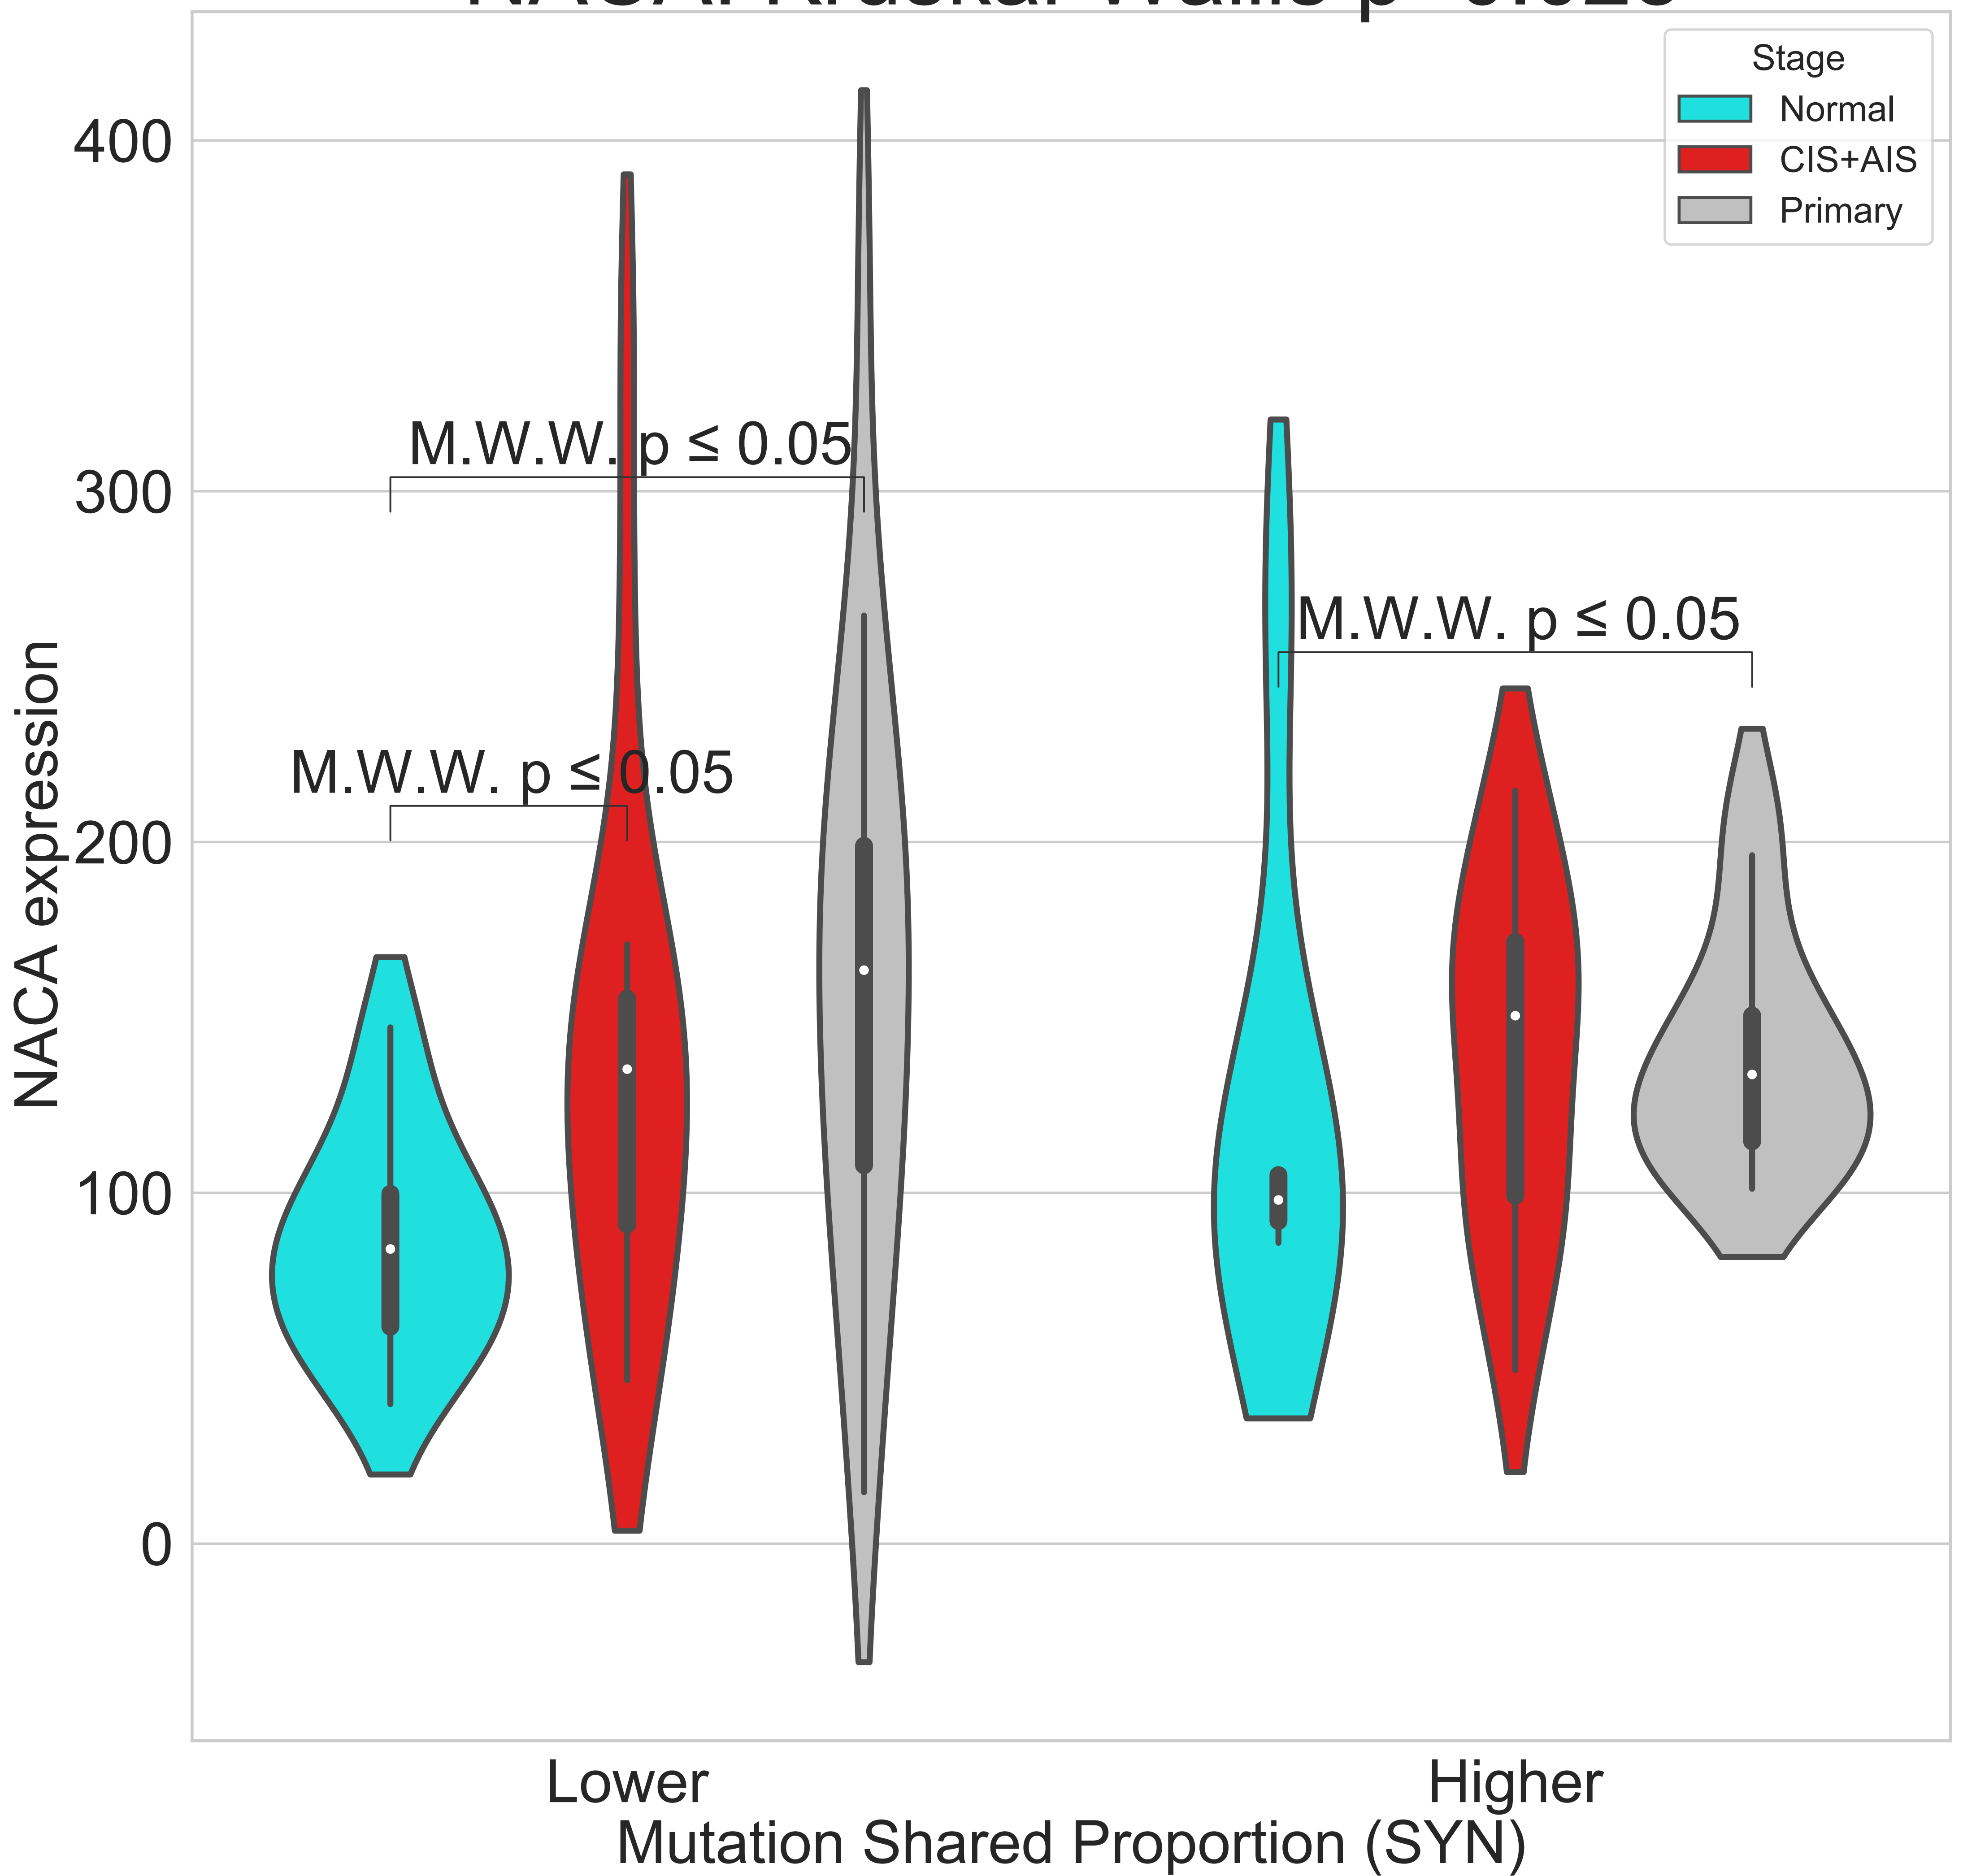 Stage
Normal
CIS+AIS
Primary
400
300
200
100
0
NACA expression
M.W.W. p ≤ 0.05
M.W.W. p ≤ 0.05
M.W.W. p ≤ 0.05
Lower
Higher
Mutation Shared Proportion (SYN)